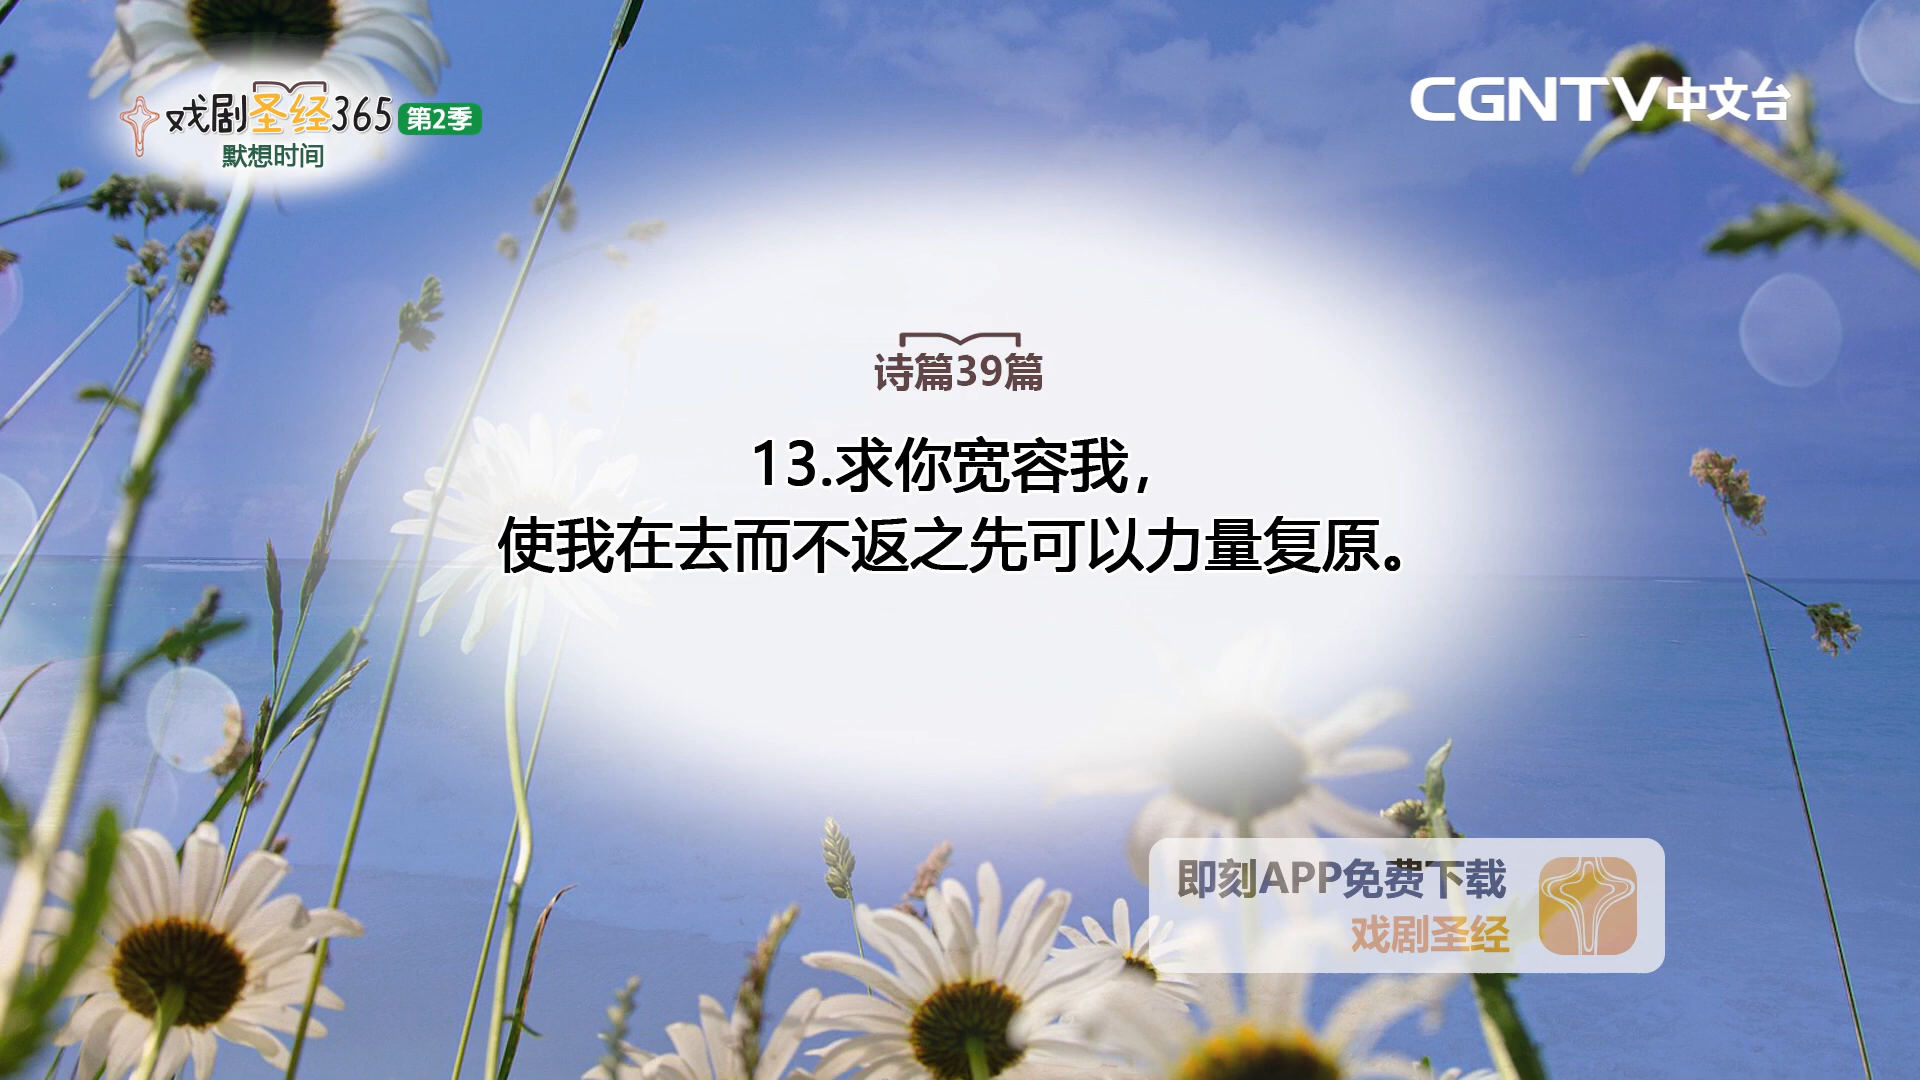 戏剧圣经365 第2季
默想时间
CGNTV中文台
诗篇39篇
13.求你宽容我，
使我在去而不返之先可以力量复原。
即刻APP免费下载
戏剧圣经